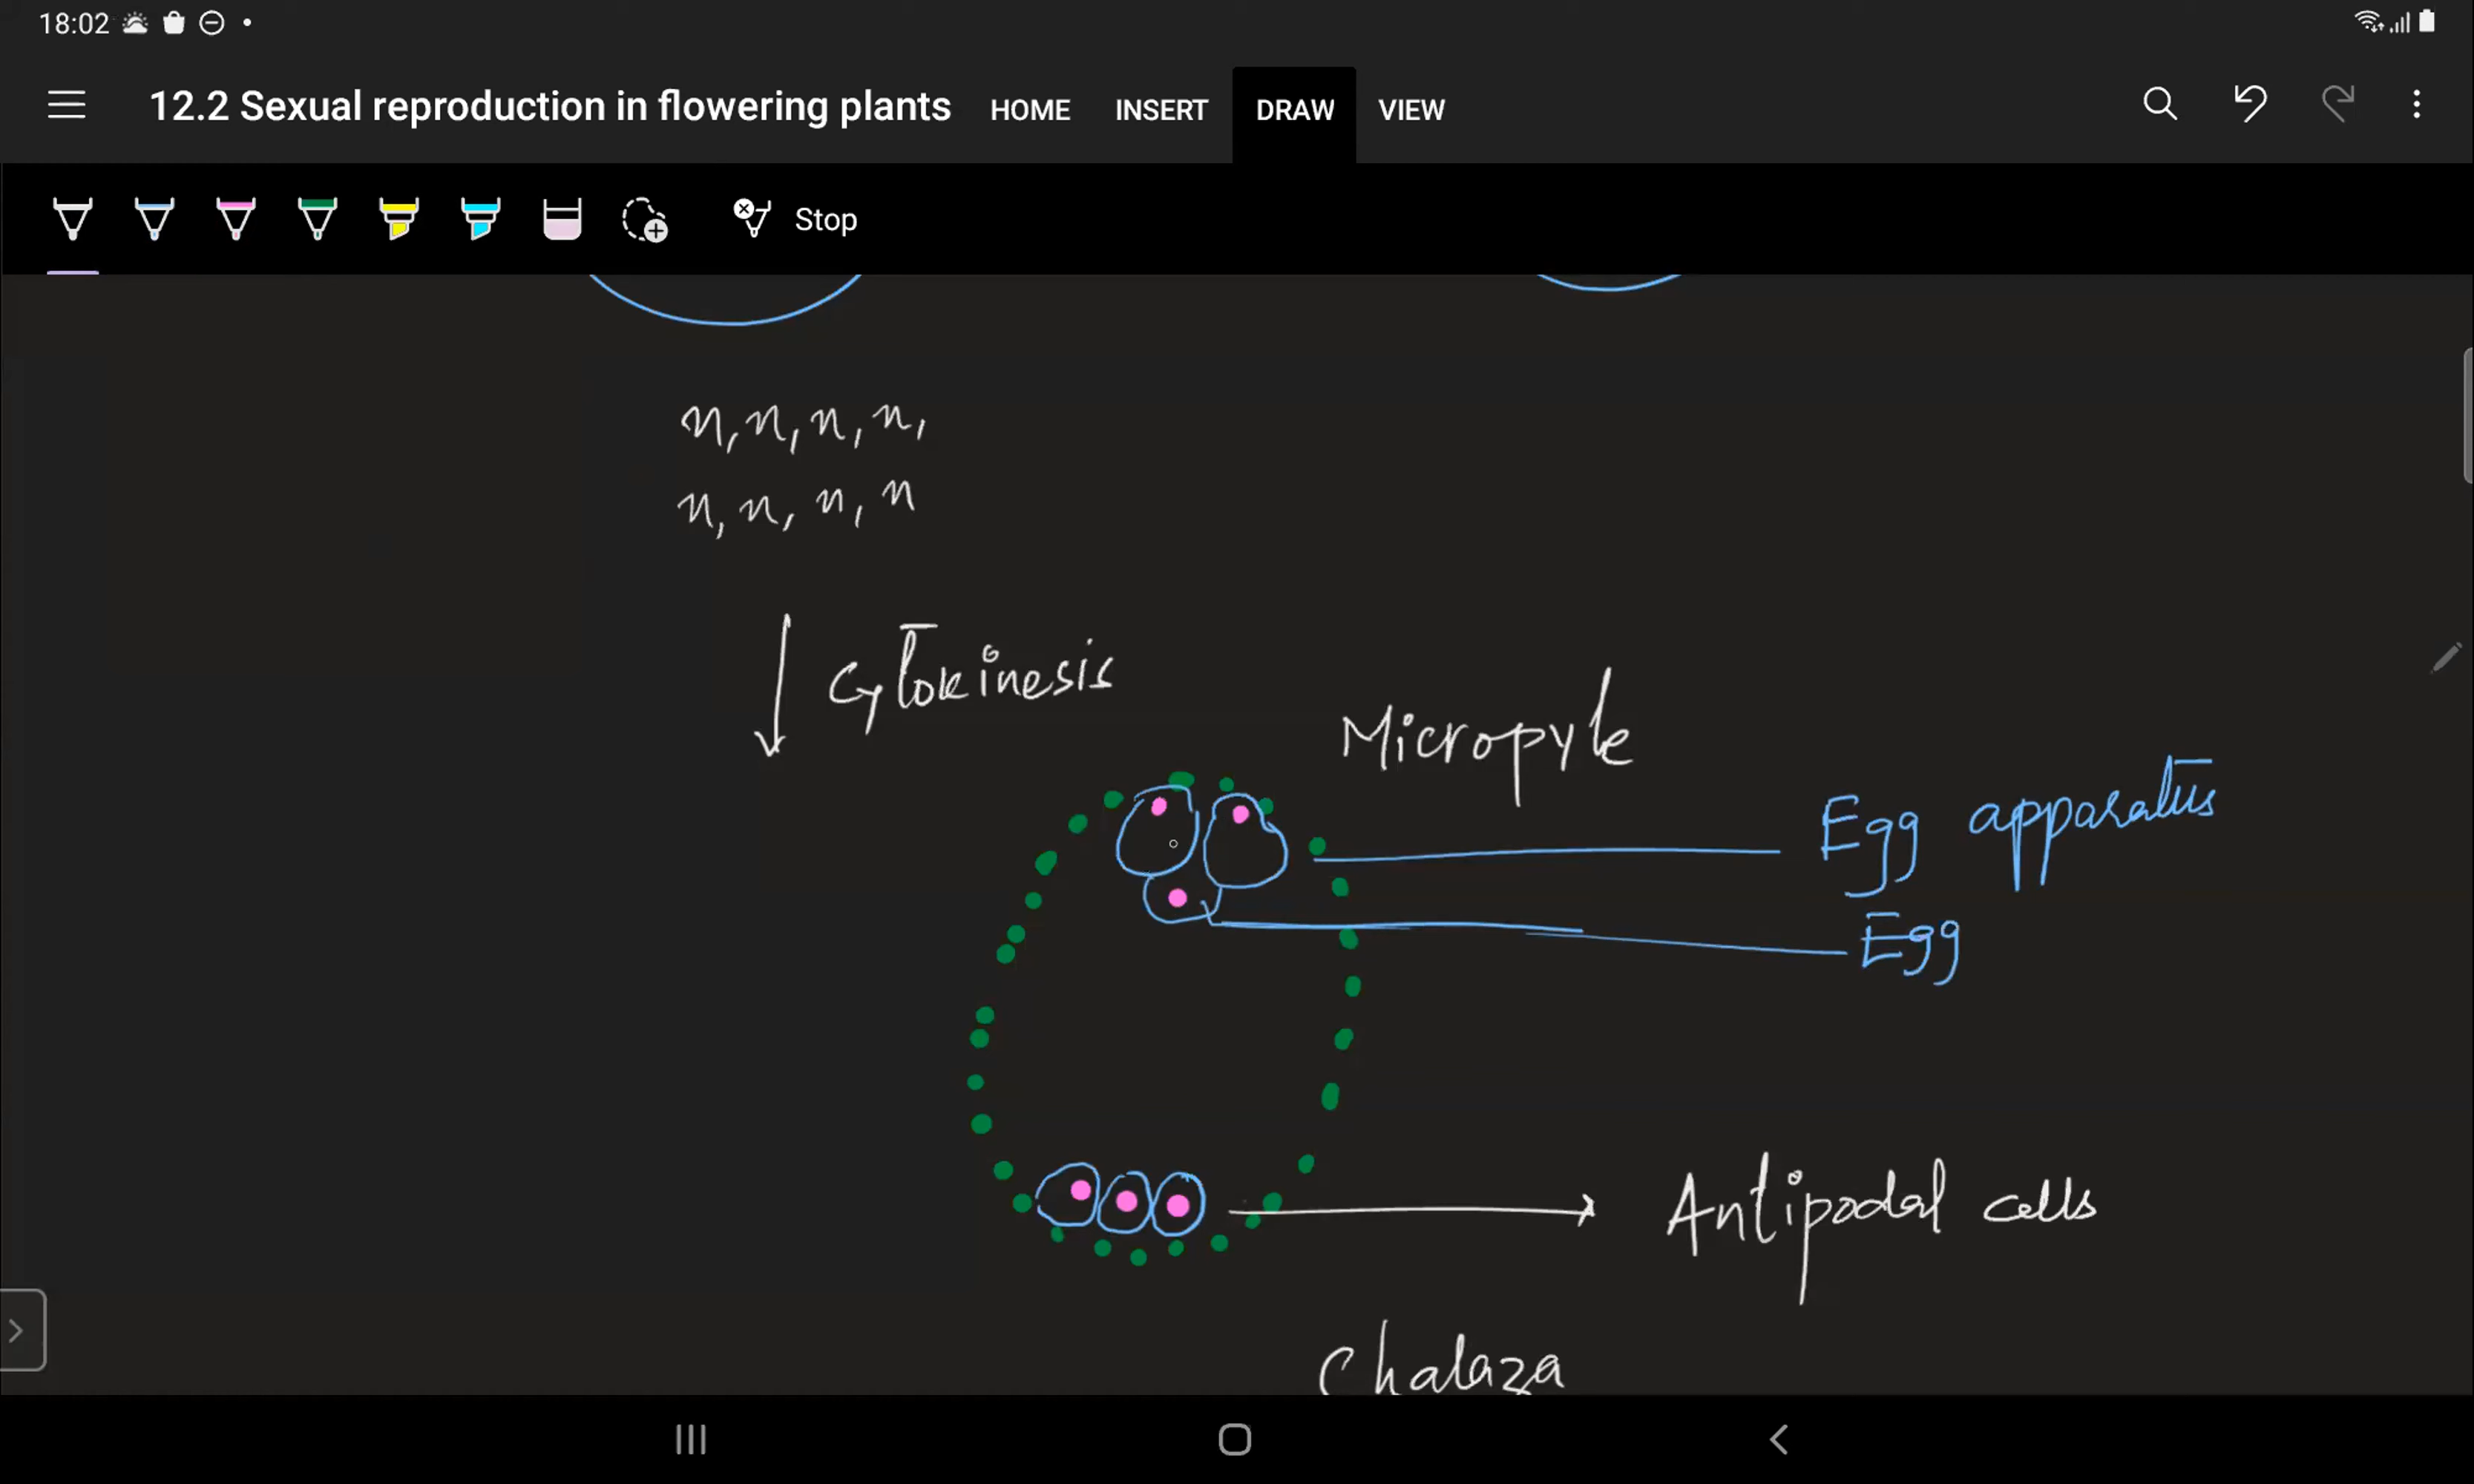 18:02
12.2 Sexual reproduction in flowering plants HOME INSERT DRAW VIEW
Stop
n, n, n, n,
n, n, n, n
Cytokinesis
Micropyle
Egg apparatus
Egg
Antipodal cells
Chalaza